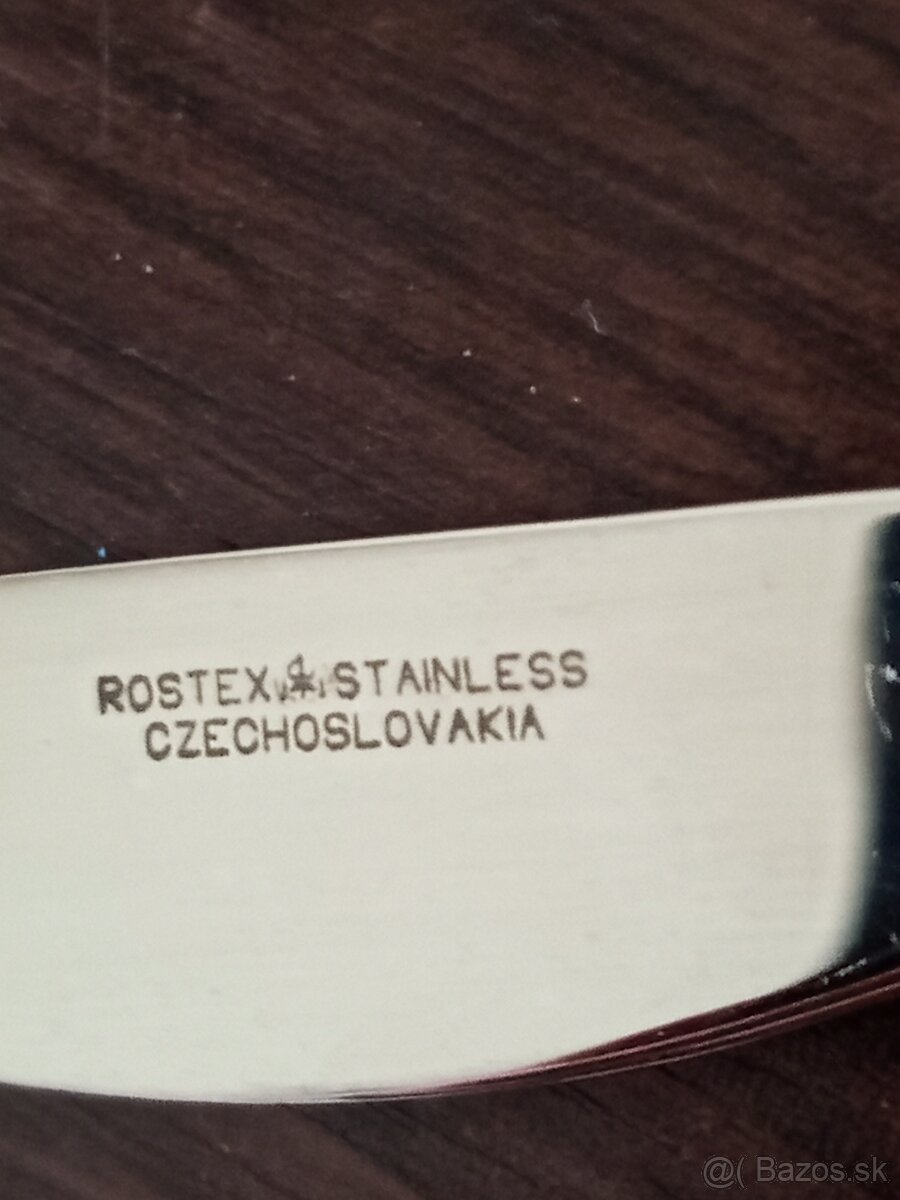 ROSTEX STAINLESS
CZECHOSLOVAKIA
@( Bazos.sk